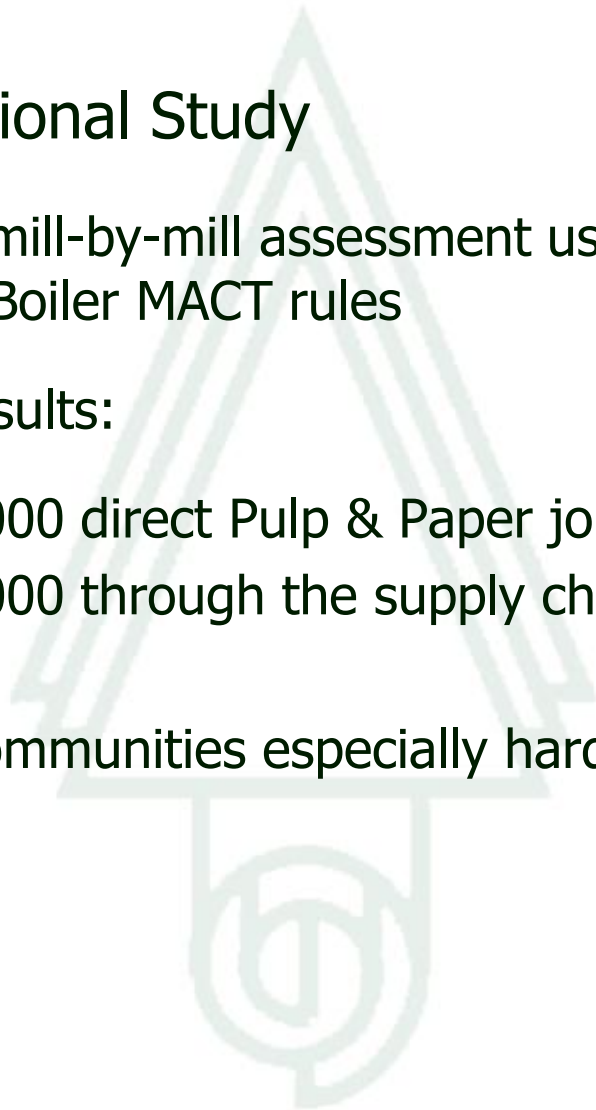 ional Study
mill-by-mill assessment us
Boiler MACT rules
sults:
000 direct Pulp & Paper jo
000 through the supply ch
ommunities especially hard